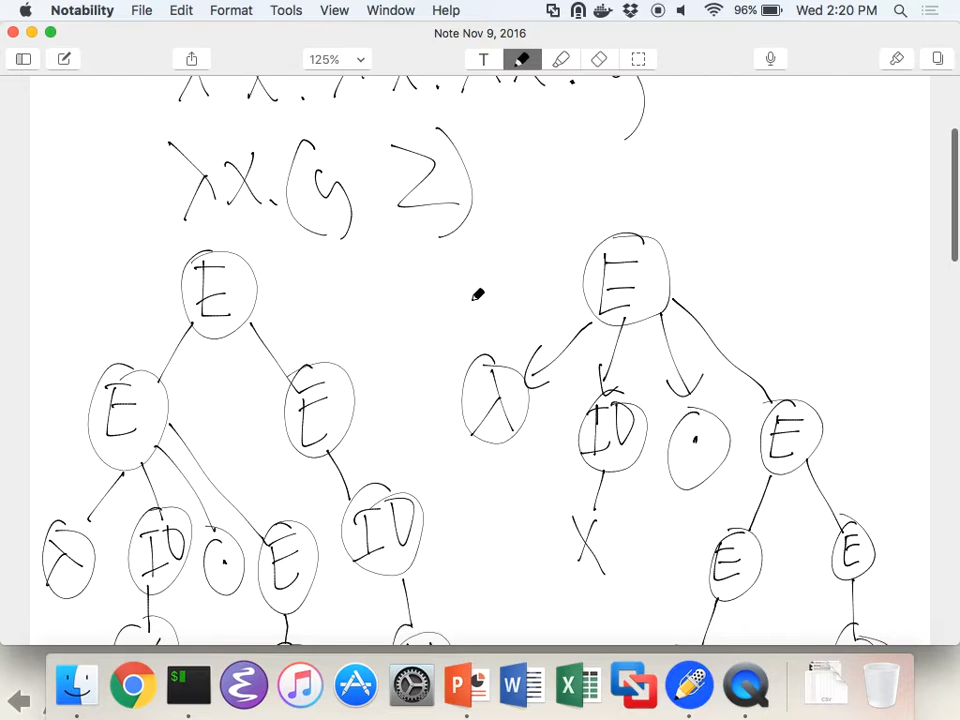 Notability File Edit Format Tools View Window Help 96% Wed 2:20 PM
Note Nov 9, 2016
125% T
λx.(y z)
E E
E E λ ID . E
λ ID . E ID x E E
$
CSV